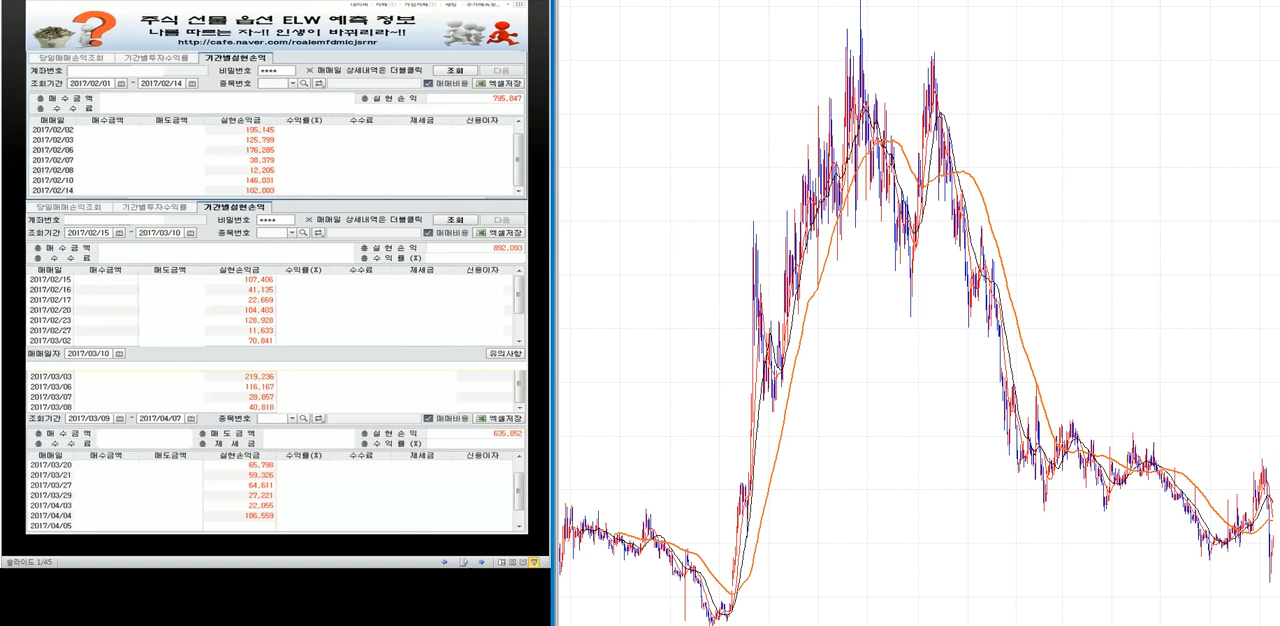 주식 선물 옵션 ELW 예측 정보
나를 따르는 자~!! 인생이 바뀌리라~!!
http://cafe.naver.com/roalemfdmicjsrnr
당일매매손익조회 기간별투자수익률 기간별실현손익
계좌번호 비밀번호 **** ※ 매매일 상세내역은 더블클릭 조회 다음
조회기간 2017/02/01 ~ 2017/02/14 종목번호 매매비용 엑셀저장
총 매 수 금 액 총 실 현 손 익 795,847
총 수 수 료
매매일 매수금액 매도금액 실현손익금 수익률(%) 수수료 제세금 신용이자
2017/02/02 195,145
2017/02/03 125,799
2017/02/06 176,285
2017/02/07 38,379
2017/02/08 12,205
2017/02/10 146,031
2017/02/14 102,003
당일매매손익조회 기간별투자수익률 기간별실현손익
계좌번호 비밀번호 **** ※ 매매일 상세내역은 더블클릭 조회 다음
조회기간 2017/02/15 ~ 2017/03/10 종목번호 매매비용 엑셀저장
총 매 수 금 액 총 실 현 손 익 892,093
총 수 수 료 총 수 익 률 (%)
매매일 매수금액 매도금액 실현손익금 수익률(%) 수수료 제세금 신용이자
2017/02/15 107,406
2017/02/16 41,135
2017/02/17 22,669
2017/02/20 104,403
2017/02/23 128,928
2017/02/27 11,633
2017/03/02 70,841
매매일자 2017/03/10 유의사항
2017/03/03 219,236
2017/03/06 116,167
2017/03/07 28,857
2017/03/08 40,818
조회기간 2017/03/09 ~ 2017/04/07 종목번호 매매비용 엑셀저장
총 매 수 금 액 총 매 도 금 액 총 실 현 손 익 635,052
총 수 수 료 총 제 세 금 총 수 익 률 (%)
매매일 매수금액 매도금액 실현손익금 수익률(%) 수수료 제세금 신용이자
2017/03/20 65,798
2017/03/21 59,326
2017/03/27 64,611
2017/03/29 27,221
2017/04/03 22,055
2017/04/04 186,559
2017/04/05
슬라이드 1/45